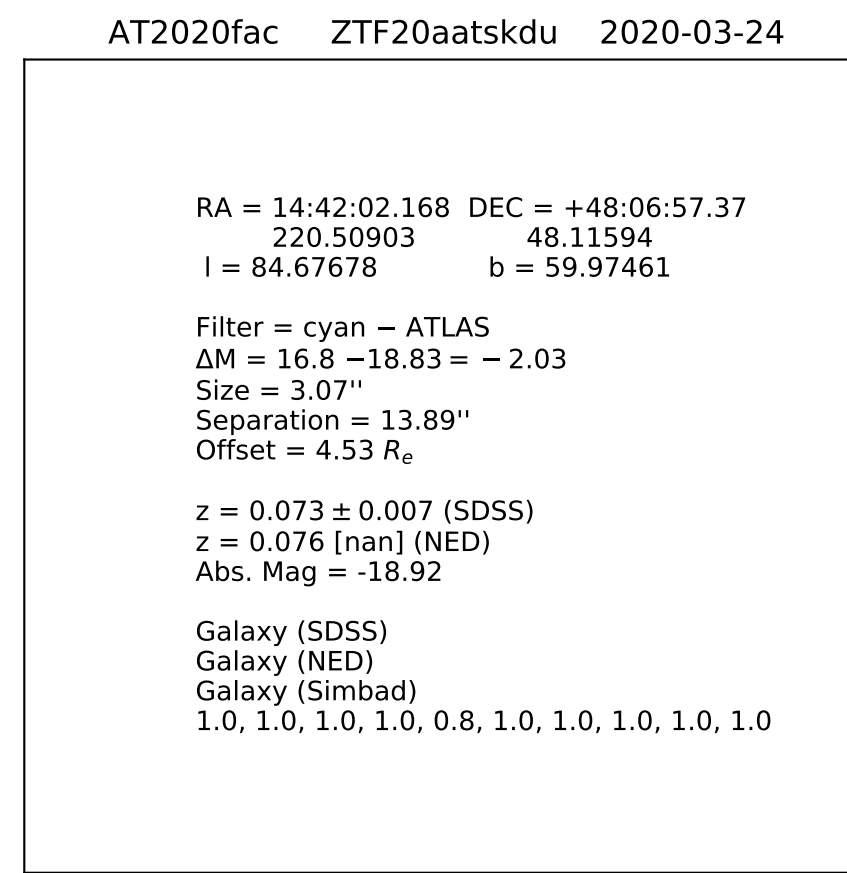 AT2020fac ZTF20aatskdu 2020-03-24
RA = 14:42:02.168 DEC = +48:06:57.37
220.50903 48.11594
l = 84.67678 b = 59.97461
Filter = cyan − ATLAS
ΔM = 16.8 −18.83 = − 2.03
Size = 3.07''
Separation = 13.89''
Offset = 4.53 Re
z = 0.073 ± 0.007 (SDSS)
z = 0.076 [nan] (NED)
Abs. Mag = -18.92
Galaxy (SDSS)
Galaxy (NED)
Galaxy (Simbad)
1.0, 1.0, 1.0, 1.0, 0.8, 1.0, 1.0, 1.0, 1.0, 1.0